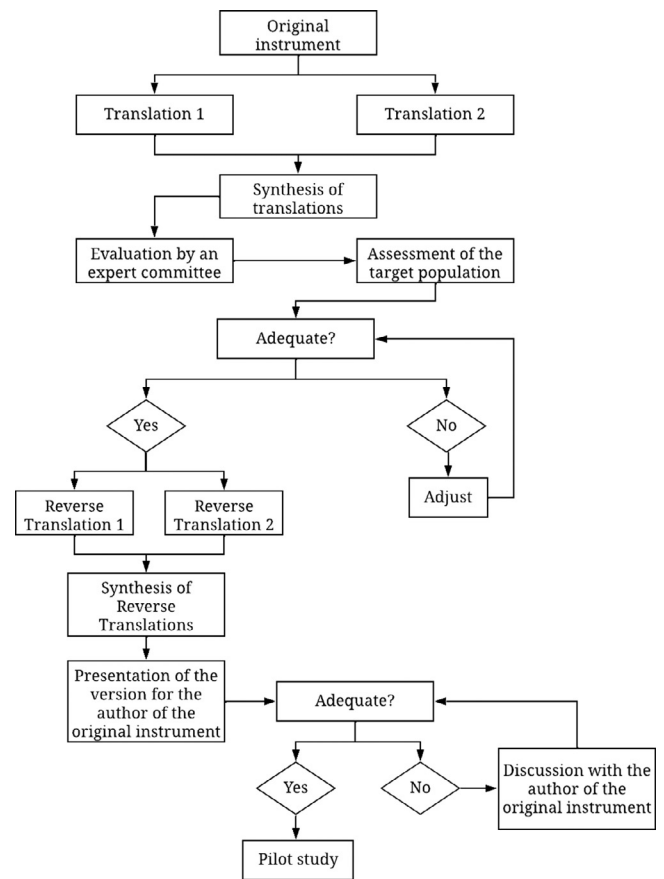 Original
instrument
Translation 1
Translation 2
Synthesis of
translations
Evaluation by an
expert committee
Assessment of the
target population
Adequate?
Yes
No
Adjust
Reverse
Translation 1
Reverse
Translation 2
Synthesis of
Reverse
Translations
Presentation of the
version for the
author of the
original instrument
Adequate?
Yes
No
Discussion with the
author of the
original instrument
Pilot study